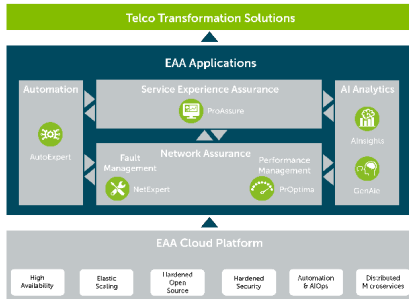 Telco Transformation Solutions
EAA Applications
Automation
AutoExpert
Service Experience Assurance
ProAssure
Network Assurance
Fault
Management
NetExpert
Performance
Management
PrOptima
AI Analytics
AInsights
GenAIe
EAA Cloud Platform
High
Availability
Elastic
Scaling
Hardened
Open
Source
Hardened
Security
Automation
& AIOps
Distributed
Microservices